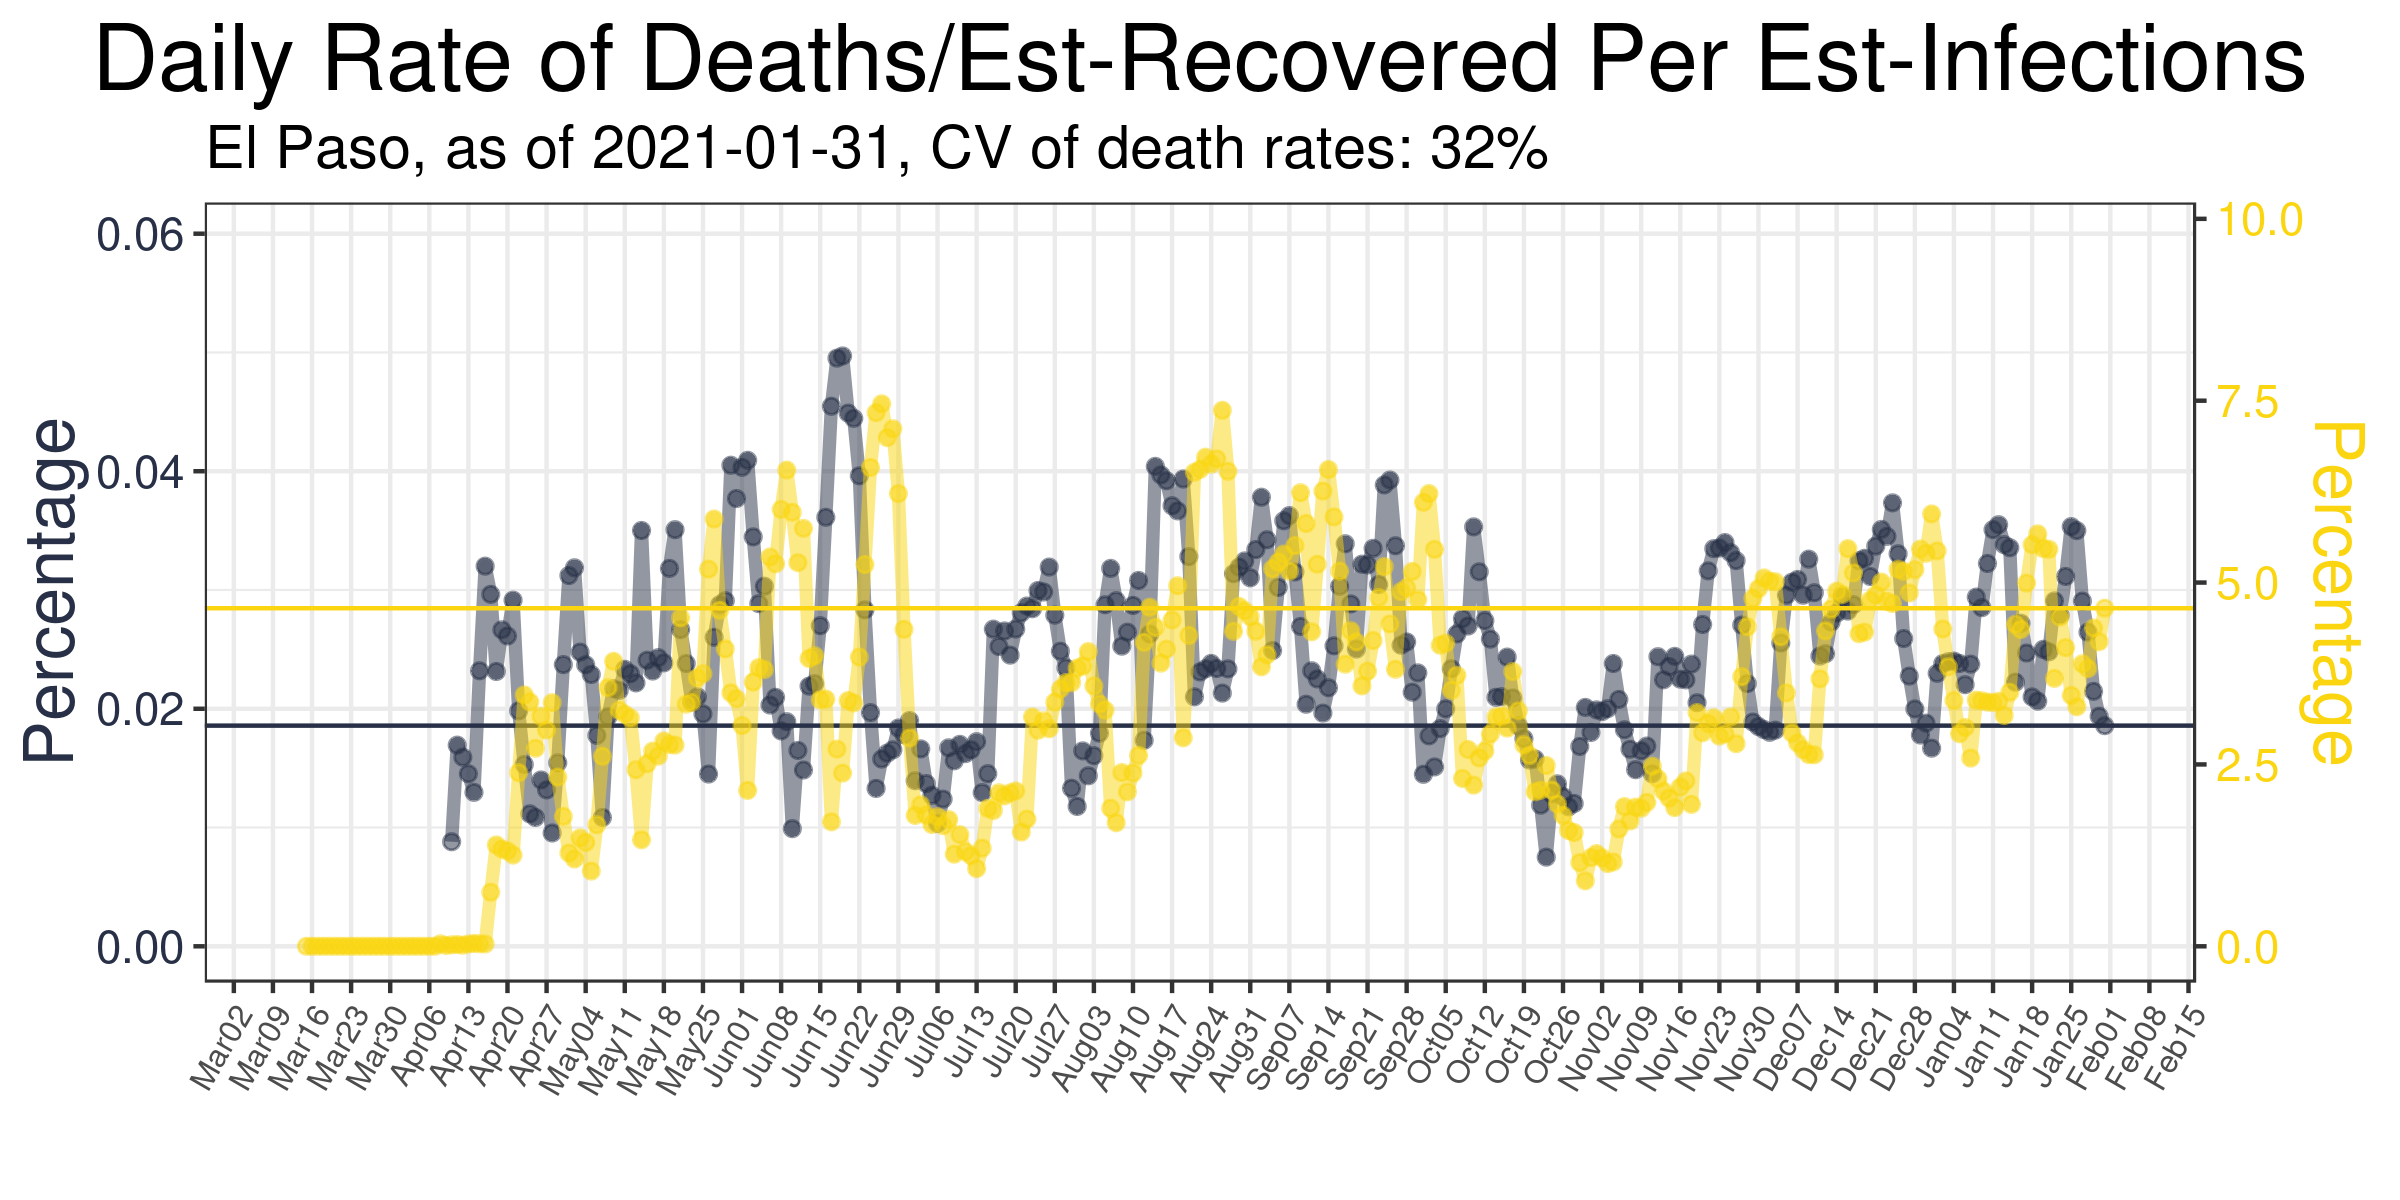 Daily Rate of Deaths/Est-Recovered Per Est-Infections
El Paso, as of 2021-01-31, CV of death rates: 32%
Percentage
0.06
0.04
0.02
0.00
10.0
7.5
5.0
2.5
0.0
Percentage
Mar02
Mar09
Mar16
Mar23
Mar30
Apr06
Apr13
Apr20
Apr27
May04
May11
May18
May25
Jun01
Jun08
Jun15
Jun22
Jun29
Jul06
Jul13
Jul20
Jul27
Aug03
Aug10
Aug17
Aug24
Aug31
Sep07
Sep14
Sep21
Sep28
Oct05
Oct12
Oct19
Oct26
Nov02
Nov09
Nov16
Nov23
Nov30
Dec07
Dec14
Dec21
Dec28
Jan04
Jan11
Jan18
Jan25
Feb01
Feb08
Feb15